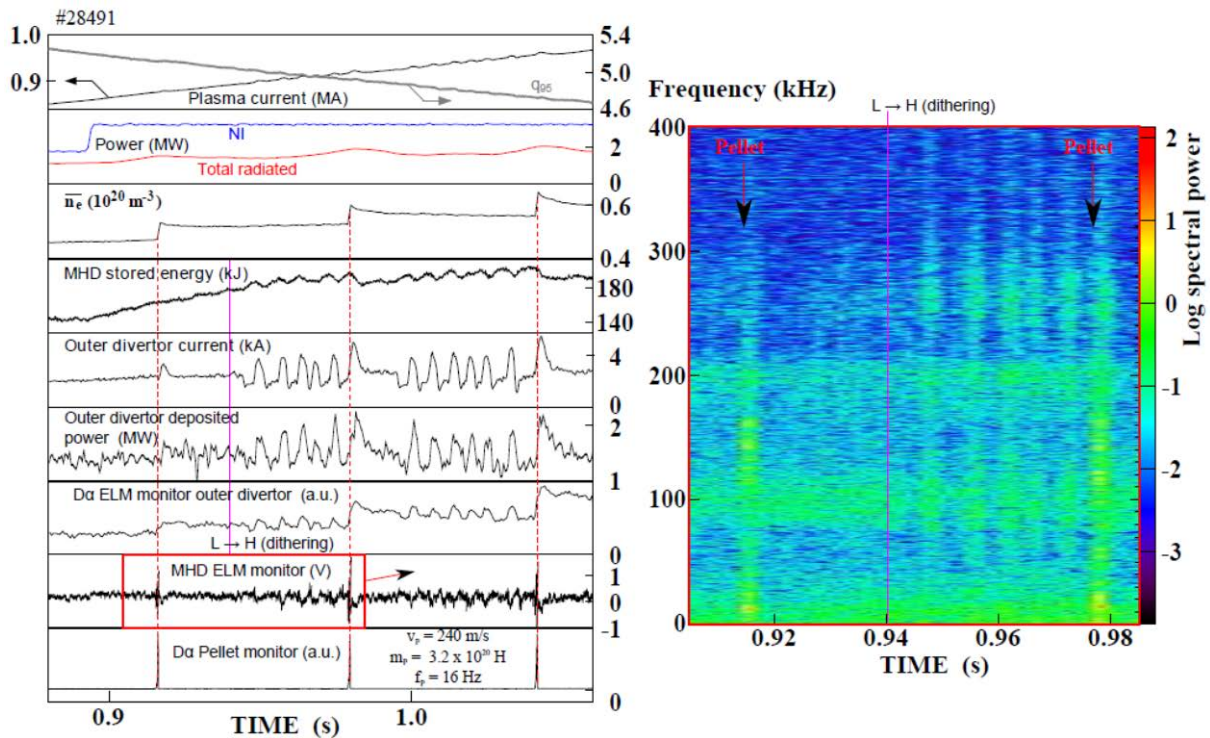 #28491
1.0
0.9
5.4
5.0
4.6
q95
Plasma current (MA)
NI
Power (MW)
Total radiated
2
0
n̅e̅ (10²⁰ m⁻³)
0.6
0.4
MHD stored energy (kJ)
180
140
Outer divertor current (kA)
4
0
Outer divertor deposited
power (MW)
2
1
Dα ELM monitor outer divertor (a.u.)
L → H (dithering)
0
MHD ELM monitor (V)
1
0
-1
Dα Pellet monitor (a.u.)
vₚ = 240 m/s
mₚ = 3.2 x 10²⁰ H
fₚ = 16 Hz
0
0.9
1.0
TIME (s)
Frequency (kHz)
L → H (dithering)
400
300
200
100
0
Pellet
Pellet
0.92
0.94
0.96
0.98
TIME (s)
2
1
0
-1
-2
-3
Log spectral power